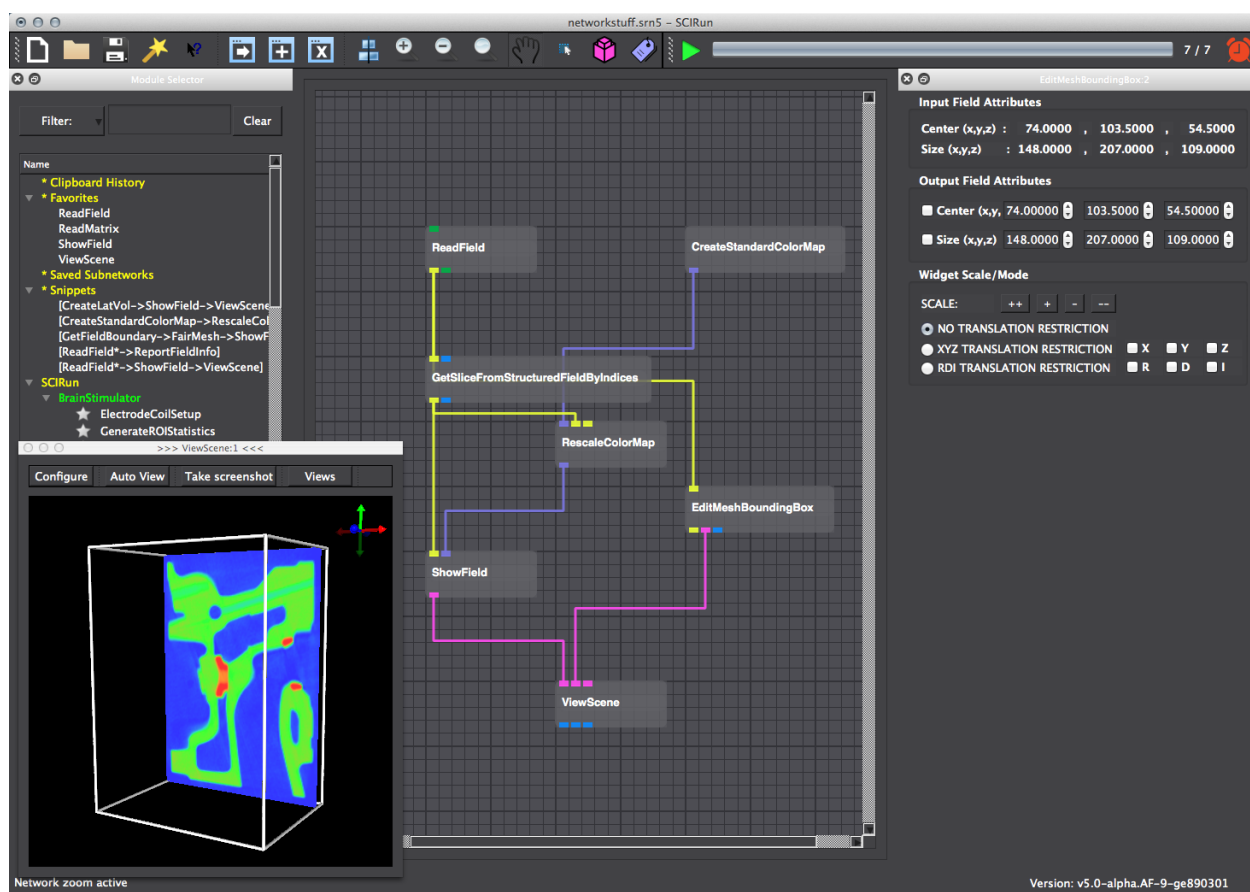 networkstuff.srn5 – SCIRun
7 / 7
Module Selector
Filter:
Clear
Name
* Clipboard History
* Favorites
ReadField
ReadMatrix
ShowField
ViewScene
* Saved Subnetworks
* Snippets
[CreateLatVol->ShowField->ViewScene
[CreateStandardColorMap->RescaleCol
[GetFieldBoundary->FairMesh->ShowF
[ReadField*->ReportFieldInfo]
[ReadField*->ShowField->ViewScene]
SCIRun
BrainStimulator
ElectrodeCoilSetup
GenerateROIStatistics
>>> ViewScene:1 <<<
Configure Auto View Take screenshot Views
ReadField
CreateStandardColorMap
GetSliceFromStructuredFieldByIndices
RescaleColorMap
EditMeshBoundingBox
ShowField
ViewScene
EditMeshBoundingBox:2
Input Field Attributes
Center (x,y,z) : 74.0000 , 103.5000 , 54.5000
Size (x,y,z) : 148.0000 , 207.0000 , 109.0000
Output Field Attributes
Center (x,y, 74.00000 103.5000 54.50000
Size (x,y,z) 148.0000 207.0000 109.0000
Widget Scale/Mode
SCALE: ++ + - --
NO TRANSLATION RESTRICTION
XYZ TRANSLATION RESTRICTION X Y Z
RDI TRANSLATION RESTRICTION R D I
Network zoom active
Version: v5.0-alpha.AF-9-ge890301